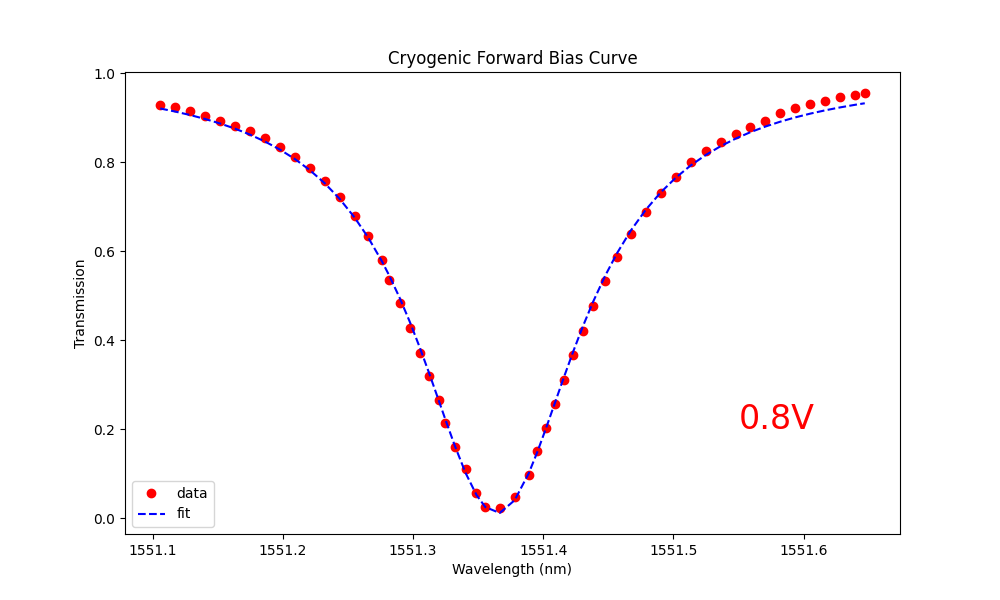 Cryogenic Forward Bias Curve
1.0
0.8
0.6
0.4
0.2
0.0
Transmission
0.8V
data
fit
1551.1 1551.2 1551.3 1551.4 1551.5 1551.6
Wavelength (nm)